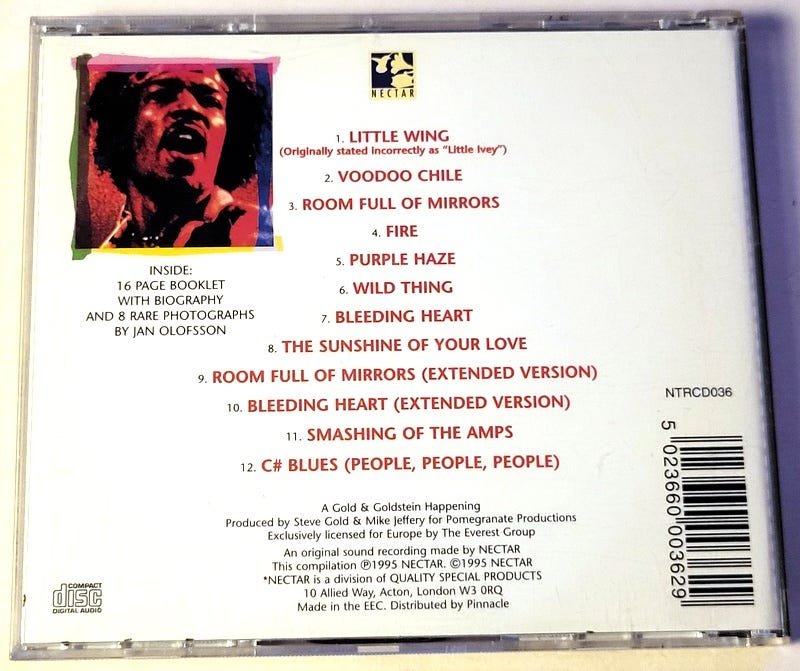 NECTAR
1. LITTLE WING
(Originally stated incorrectly as "Little Ivey")
2. VOODOO CHILE
3. ROOM FULL OF MIRRORS
4. FIRE
5. PURPLE HAZE
6. WILD THING
7. BLEEDING HEART
8. THE SUNSHINE OF YOUR LOVE
9. ROOM FULL OF MIRRORS (EXTENDED VERSION)
10. BLEEDING HEART (EXTENDED VERSION)
11. SMASHING OF THE AMPS
12. C# BLUES (PEOPLE, PEOPLE, PEOPLE)
INSIDE:
16 PAGE BOOKLET
WITH BIOGRAPHY
AND 8 RARE PHOTOGRAPHS
BY JAN OLOFSSON
NTRCD036
5 023660 003629
A Gold & Goldstein Happening
Produced by Steve Gold & Mike Jeffery for Pomegranate Productions
Exclusively licensed for Europe by The Everest Group
An original sound recording made by NECTAR
This compilation ℗1995 NECTAR. ©1995 NECTAR
*NECTAR is a division of QUALITY SPECIAL PRODUCTS
10 Allied Way, Acton, London W3 0RQ
Made in the EEC. Distributed by Pinnacle
COMPACT
disc
DIGITAL AUDIO